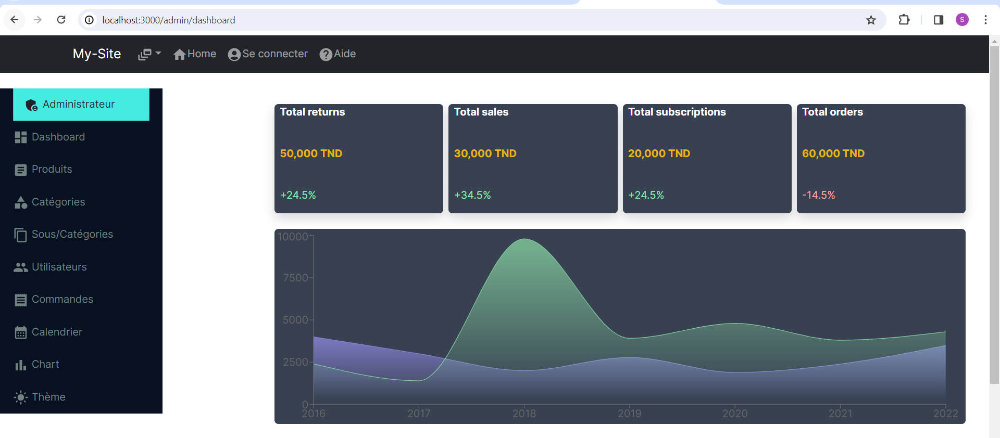 localhost:3000/admin/dashboard
S
My-Site Home Se connecter Aide
Administrateur
Dashboard
Produits
Catégories
Sous/Catégories
Utilisateurs
Commandes
Calendrier
Chart
Thème
Total returns
50,000 TND
+24.5%
Total sales
30,000 TND
+34.5%
Total subscriptions
20,000 TND
+24.5%
Total orders
60,000 TND
-14.5%
10000
7500
5000
2500
0
2016 2017 2018 2019 2020 2021 2022